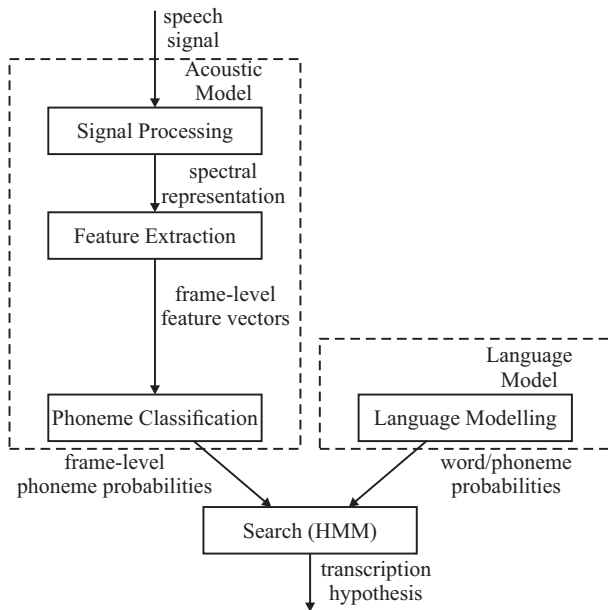 speech
signal
Acoustic
Model
Signal Processing
spectral
representation
Feature Extraction
frame-level
feature vectors
Language
Model
Phoneme Classification
Language Modelling
frame-level
phoneme probabilities
word/phoneme
probabilities
Search (HMM)
transcription
hypothesis